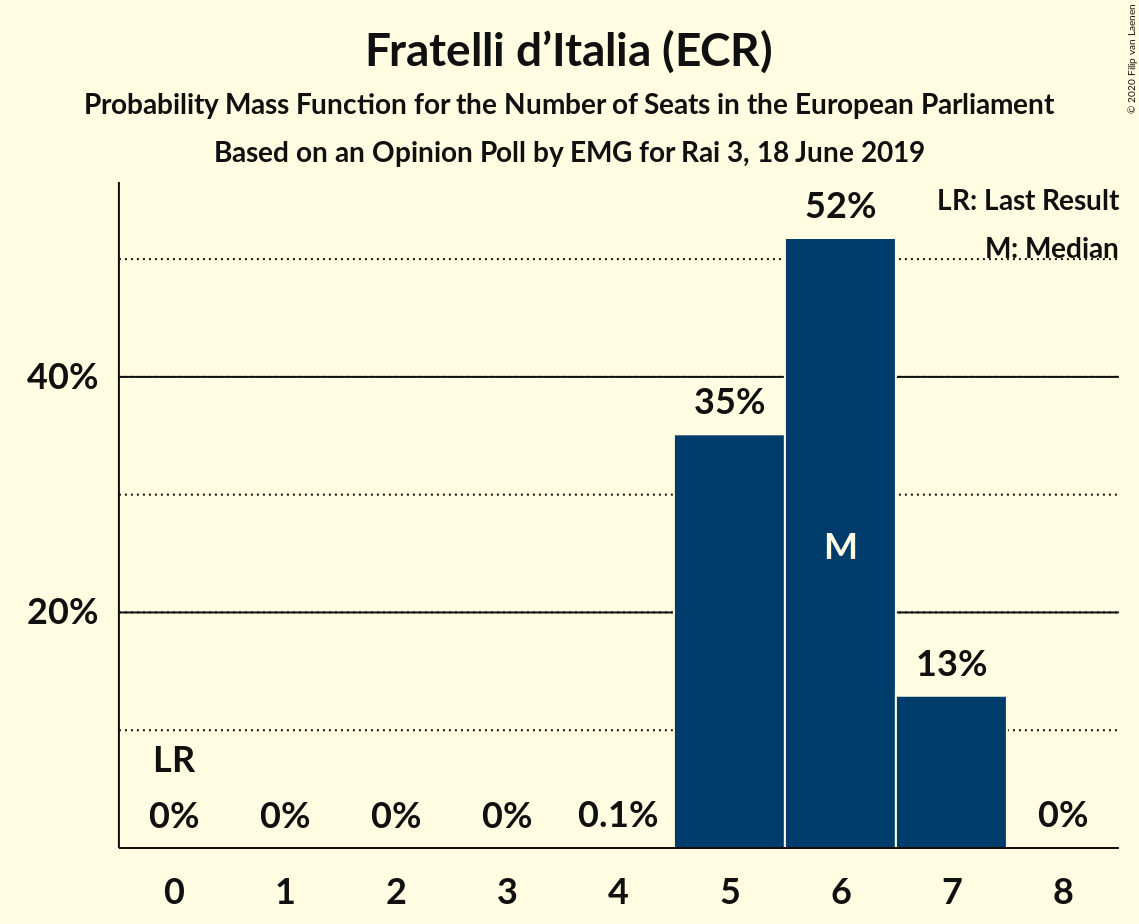 Fratelli d’Italia (ECR)
Probability Mass Function for the Number of Seats in the European Parliament
Based on an Opinion Poll by EMG for Rai 3, 18 June 2019
© 2020 Filip van Laenen
LR: Last Result
M: Median
52%
40%
35%
M
20%
13%
LR
0% 0% 0% 0% 0.1% 0%
0 1 2 3 4 5 6 7 8